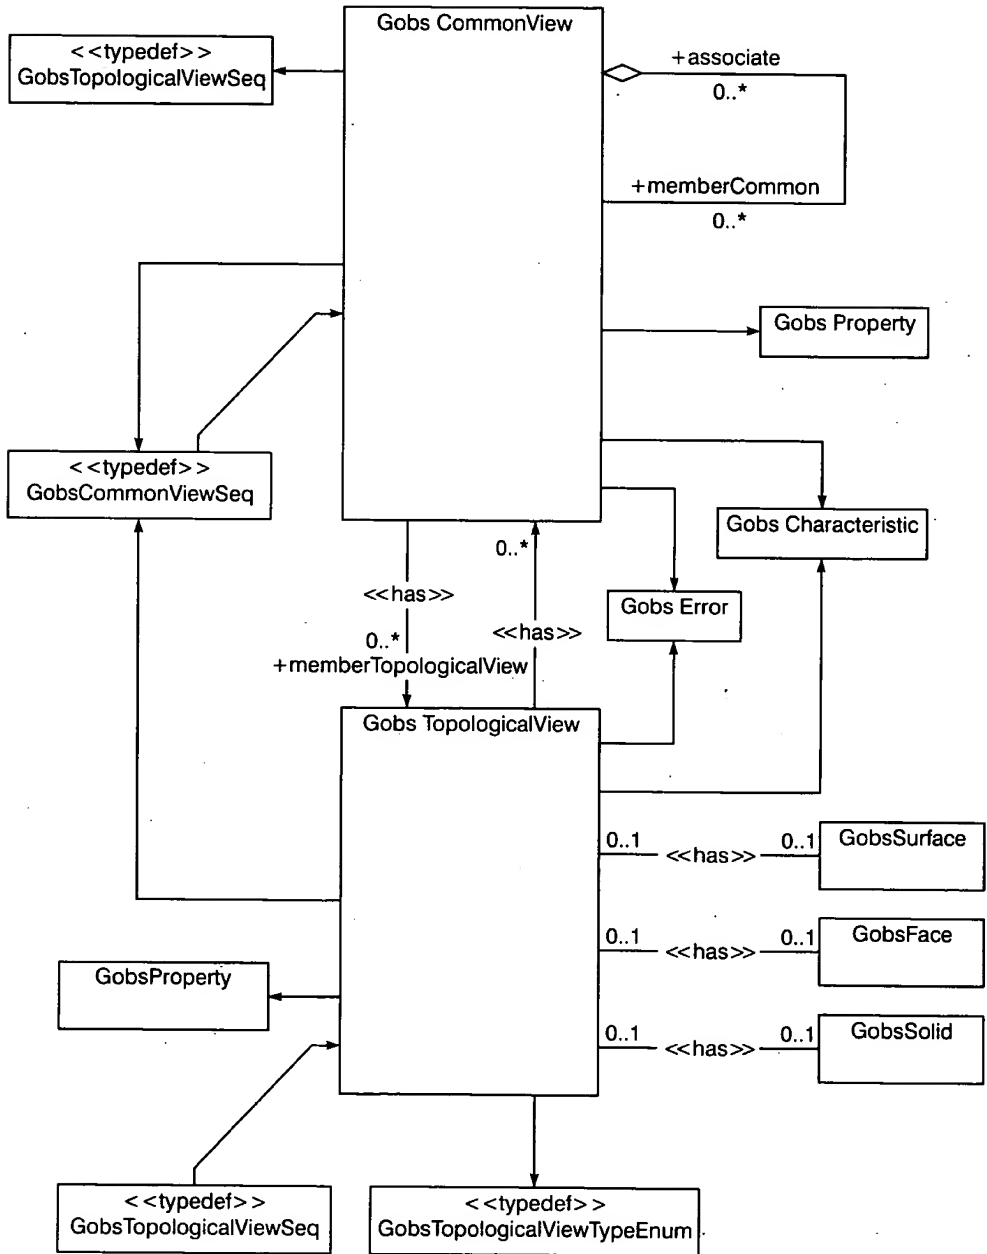 Gobs CommonView
<<typedef>>
GobsTopologicalViewSeq
+associate
0..*
+memberCommon
0..*
Gobs Property
<<typedef>>
GobsCommonViewSeq
Gobs Characteristic
0..*
<<has>>
Gobs Error
<<has>>
0..*
+memberTopologicalView
Gobs TopologicalView
0..1
<<has>>
0..1
GobsSurface
0..1
<<has>>
0..1
GobsFace
GobsProperty
0..1
<<has>>
0..1
GobsSolid
<<typedef>>
GobsTopologicalViewSeq
<<typedef>>
GobsTopologicalViewTypeEnum